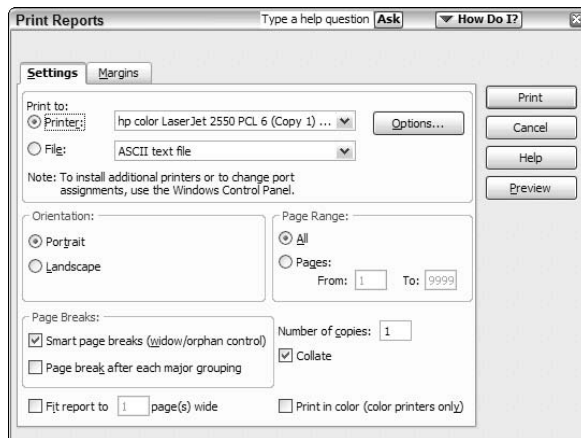 Print Reports Type a help question Ask How Do I?
Settings Margins
Print to:
Printer: hp color LaserJet 2550 PCL 6 (Copy 1) ... Options...
File: ASCII text file
Note: To install additional printers or to change port
assignments, use the Windows Control Panel.
Print
Cancel
Help
Preview
Orientation:
Portrait
Landscape
Page Range:
All
Pages:
From: 1 To: 9999
Page Breaks:
Smart page breaks (widow/orphan control)
Page break after each major grouping
Number of copies: 1
Collate
Fit report to 1 page(s) wide
Print in color (color printers only)